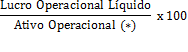 Lucro Operacional Líquido
Ativo Operacional (*)
x 100